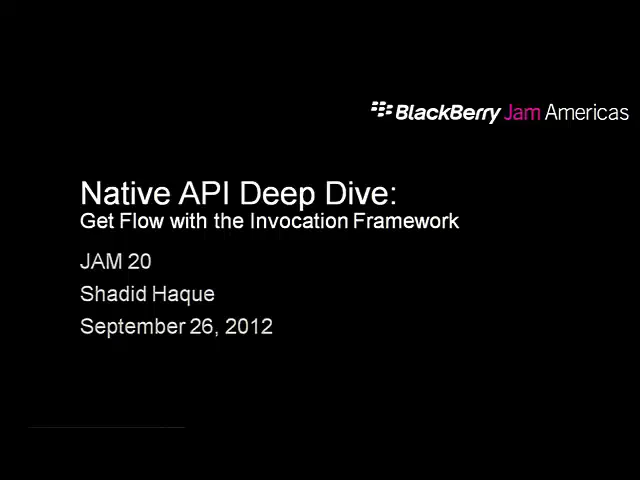 BlackBerry Jam Americas
Native API Deep Dive:
Get Flow with the Invocation Framework
JAM 20
Shadid Haque
September 26, 2012